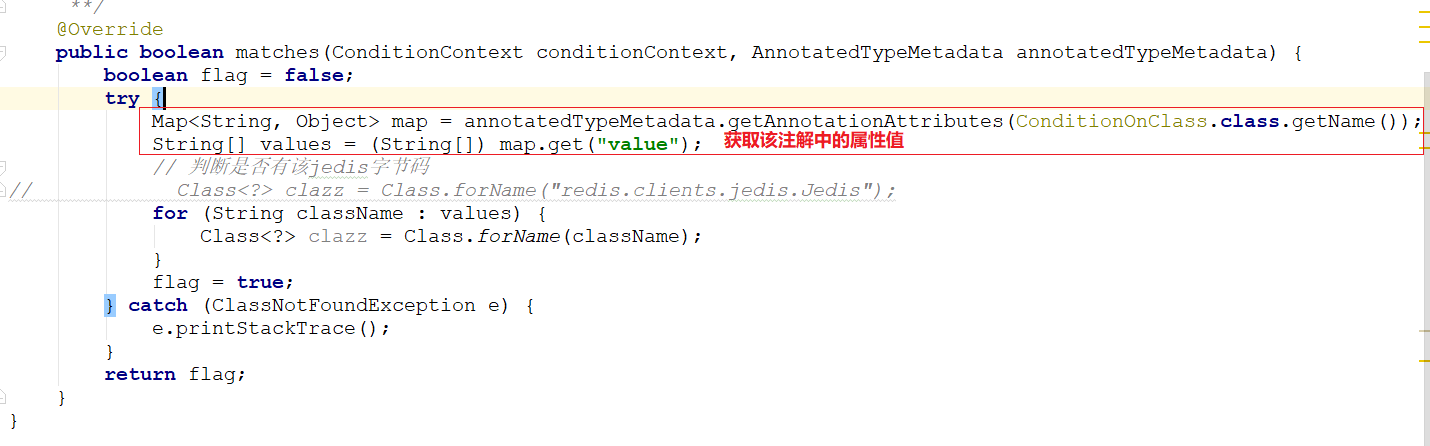 **/
@Override
public boolean matches(ConditionContext conditionContext, AnnotatedTypeMetadata annotatedTypeMetadata) {
boolean flag = false;
try {
Map<String, Object> map = annotatedTypeMetadata.getAnnotationAttributes(ConditionOnClass.class.getName());
String[] values = (String[]) map.get("value"); 获取该注解中的属性值
// 判断是否有该jedis字节码
// Class<?> clazz = Class.forName("redis.clients.jedis.Jedis");
for (String className : values) {
Class<?> clazz = Class.forName(className);
}
flag = true;
} catch (ClassNotFoundException e) {
e.printStackTrace();
}
return flag;
}
}